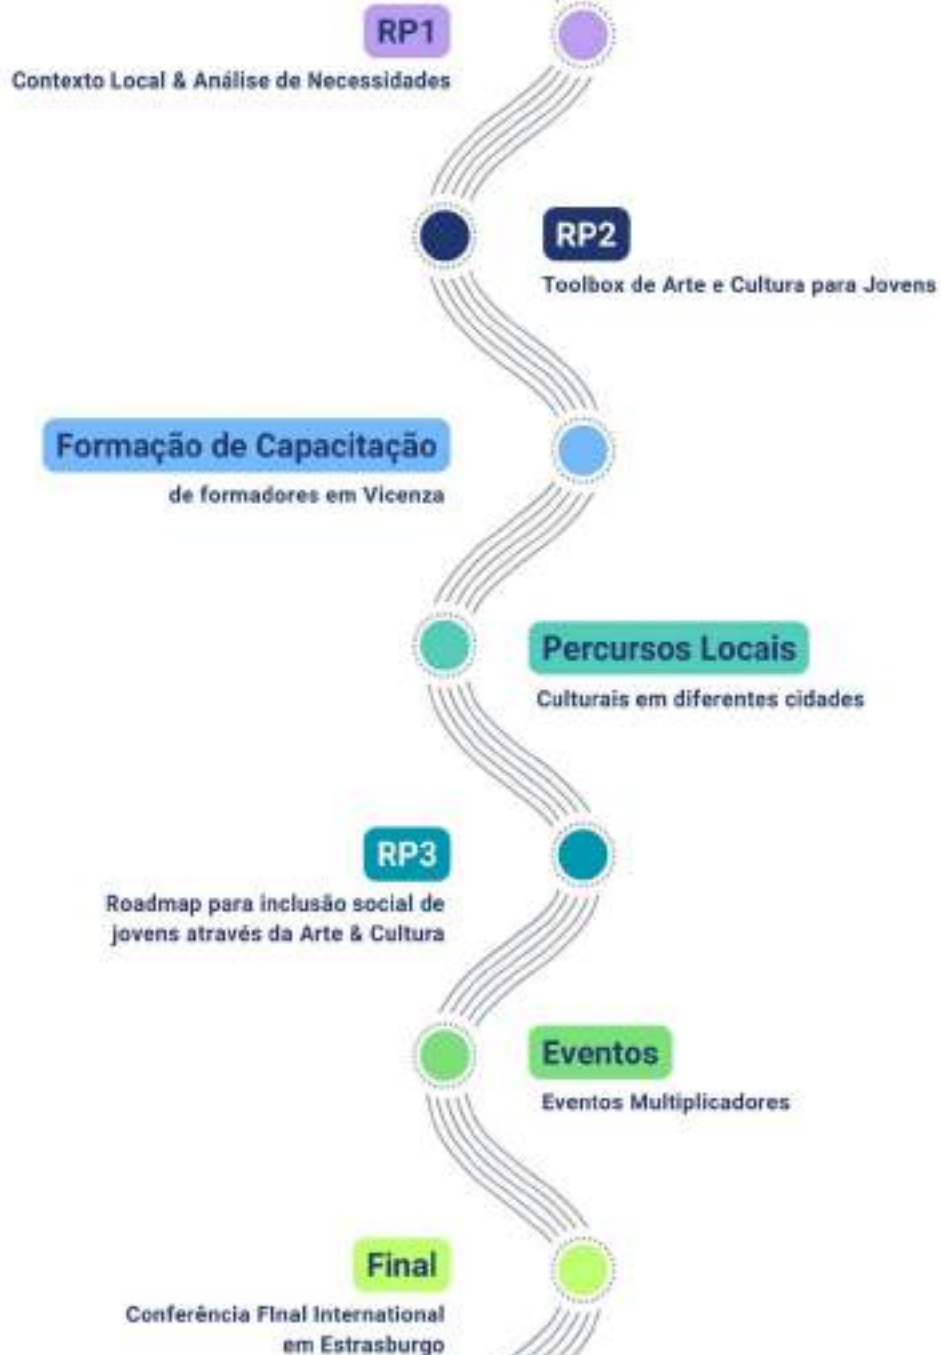 RP1
Contexto Local & Análise de Necessidades
RP2
Toolbox de Arte e Cultura para Jovens
Formação de Capacitação
de formadores em Vicenza
Percursos Locais
Culturais em diferentes cidades
RP3
Roadmap para inclusão social de
jovens através da Arte & Cultura
Eventos
Eventos Multiplicadores
Final
Conferência FInal International
em Estrasburgo